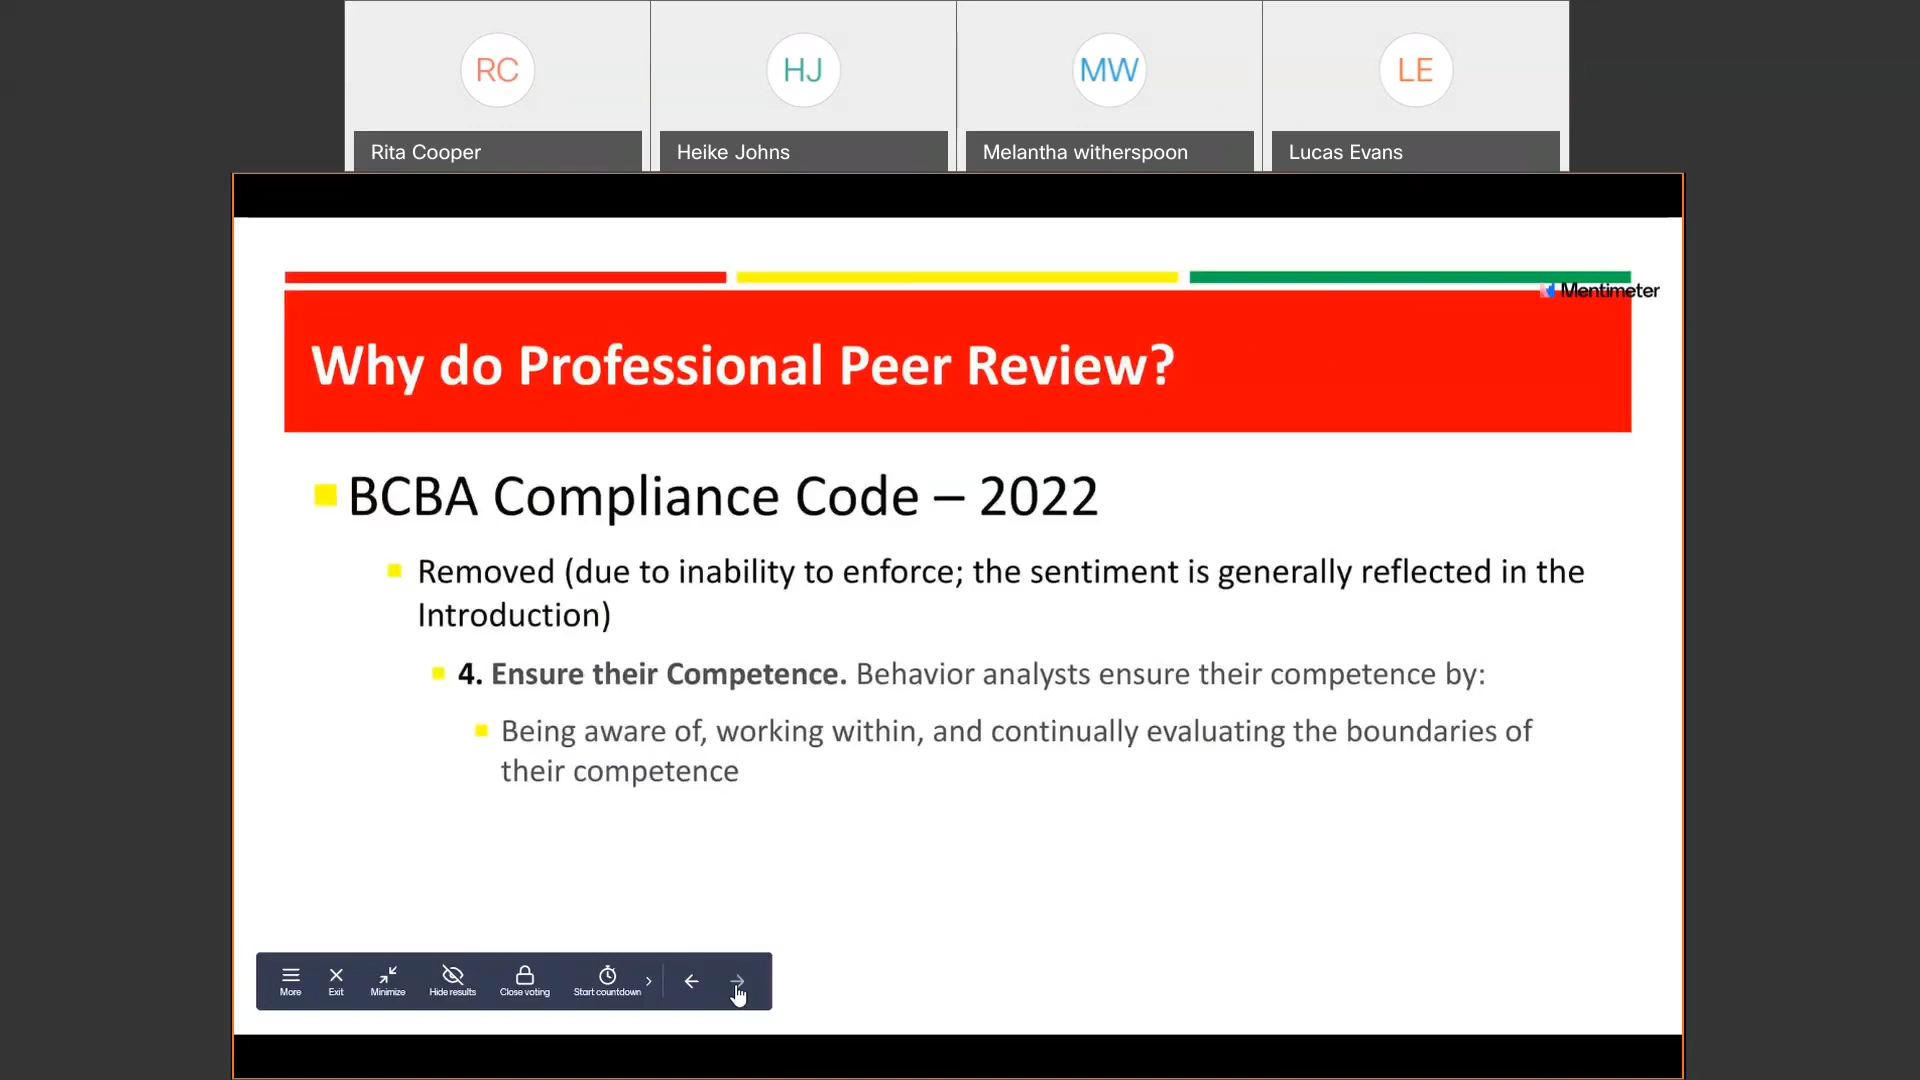 RC
HJ
MW
LE
Rita Cooper
Heike Johns
Melantha witherspoon
Lucas Evans
Mentimeter
Why do Professional Peer Review?
BCBA Compliance Code – 2022
Removed (due to inability to enforce; the sentiment is generally reflected in the
Introduction)
4. Ensure their Competence. Behavior analysts ensure their competence by:
Being aware of, working within, and continually evaluating the boundaries of
their competence
More
Exit
Minimize
Hide results
Close voting
Start countdown